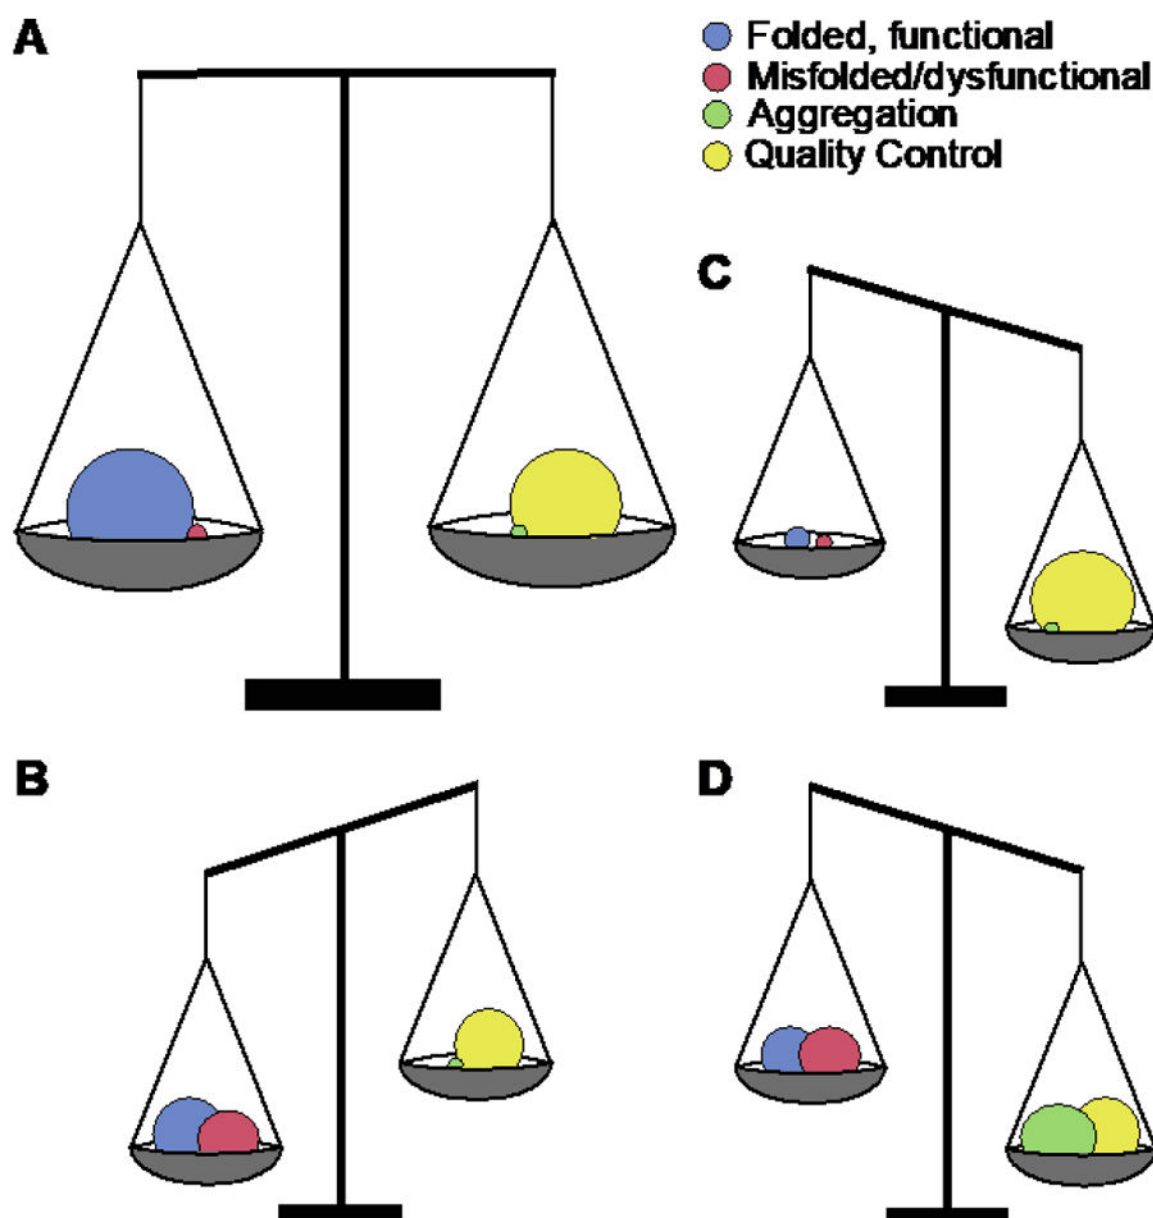 A
Folded, functional
Misfolded/dysfunctional
Aggregation
Quality Control
C
B
D